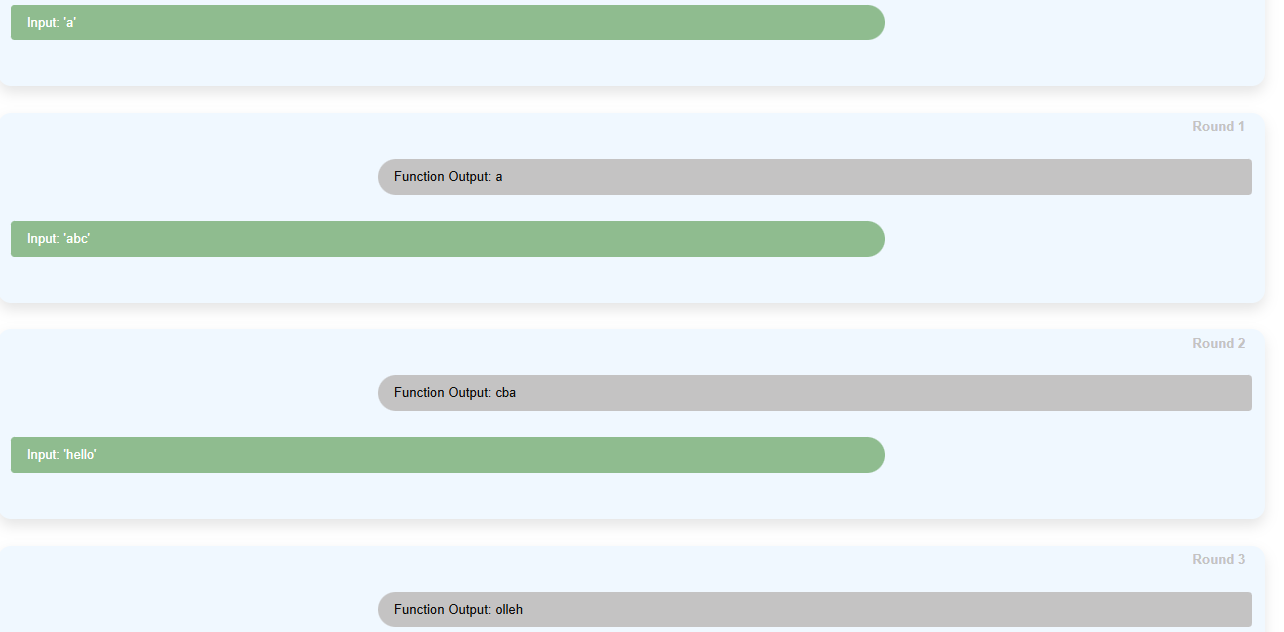 Input: 'a'
Round 1
Function Output: a
Input: 'abc'
Round 2
Function Output: cba
Input: 'hello'
Round 3
Function Output: olleh